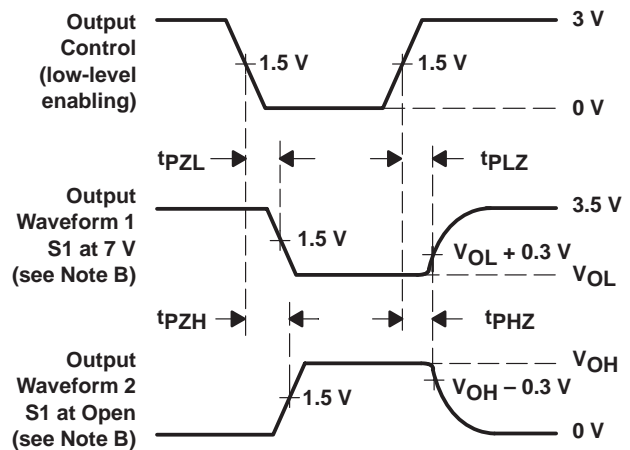 Output
Control
(low-level
enabling)
3 V
1.5 V
1.5 V
0 V
tPZL
tPLZ
Output
Waveform 1
S1 at 7 V
(see Note B)
3.5 V
1.5 V
VOL + 0.3 V
VOL
tPZH
tPHZ
Output
Waveform 2
S1 at Open
(see Note B)
VOH
1.5 V
VOH – 0.3 V
0 V